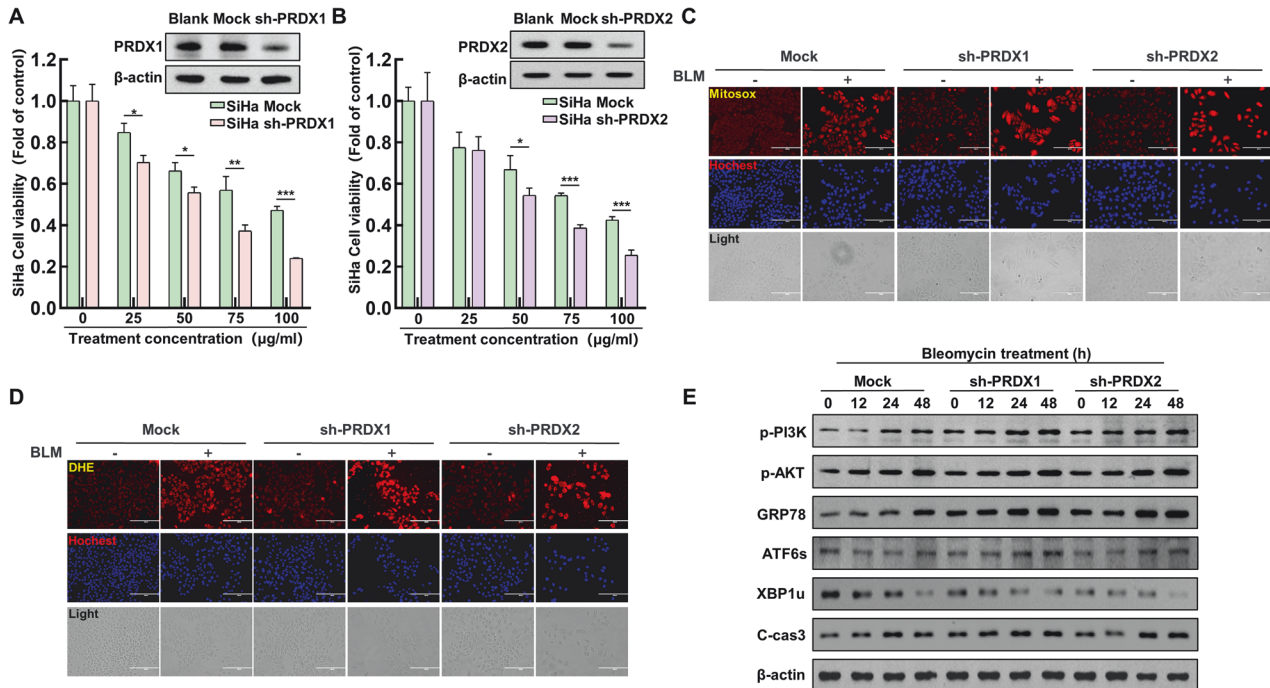 A
Blank Mock sh-PRDX1
PRDX1
β-actin
SiHa Mock
SiHa sh-PRDX1
SiHa Cell viability (Fold of control)
1.2
1.0
0.8
0.6
0.4
0.2
0.0
*
*
**
***
0 25 50 75 100
Treatment concentration (μg/ml)
B
Blank Mock sh-PRDX2
PRDX2
β-actin
SiHa Mock
SiHa sh-PRDX2
SiHa Cell viability (Fold of control)
1.2
1.0
0.8
0.6
0.4
0.2
0.0
*
***
***
0 25 50 75 100
Treatment concentration (μg/ml)
C
Mock sh-PRDX1 sh-PRDX2
BLM - + - + - +
Mitosox
Hochest
Light
D
Mock sh-PRDX1 sh-PRDX2
BLM - + - + - +
DHE
Hochest
Light
E
Bleomycin treatment (h)
Mock sh-PRDX1 sh-PRDX2
0 12 24 48 0 12 24 48 0 12 24 48
p-PI3K
p-AKT
GRP78
ATF6s
XBP1u
C-cas3
β-actin